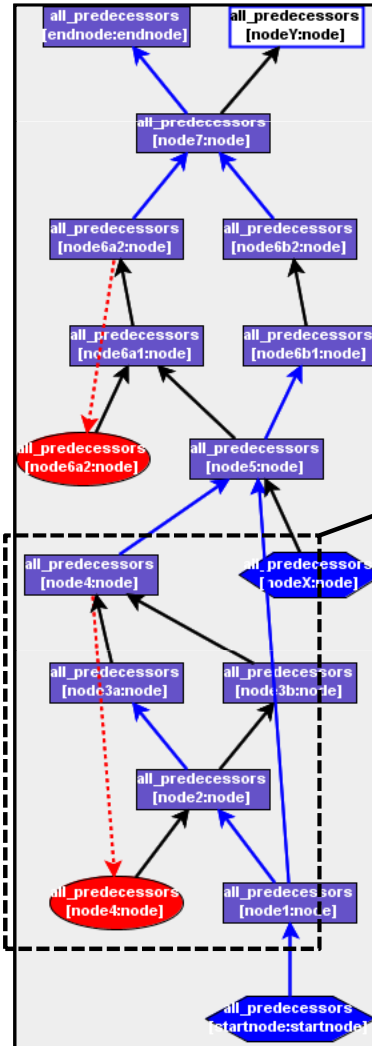 all_predecessors
[endnode:endnode]
all_predecessors
[nodeY:node]
all_predecessors
[node7:node]
all_predecessors
[node6a2:node]
all_predecessors
[node6b2:node]
all_predecessors
[node6a1:node]
all_predecessors
[node6b1:node]
all_predecessors
[node6a2:node]
all_predecessors
[node5:node]
all_predecessors
[node4:node]
all_predecessors
[nodeX:node]
all_predecessors
[node3a:node]
all_predecessors
[node3b:node]
all_predecessors
[node2:node]
all_predecessors
[node4:node]
all_predecessors
[node1:node]
all_predecessors
[startnode:startnode]